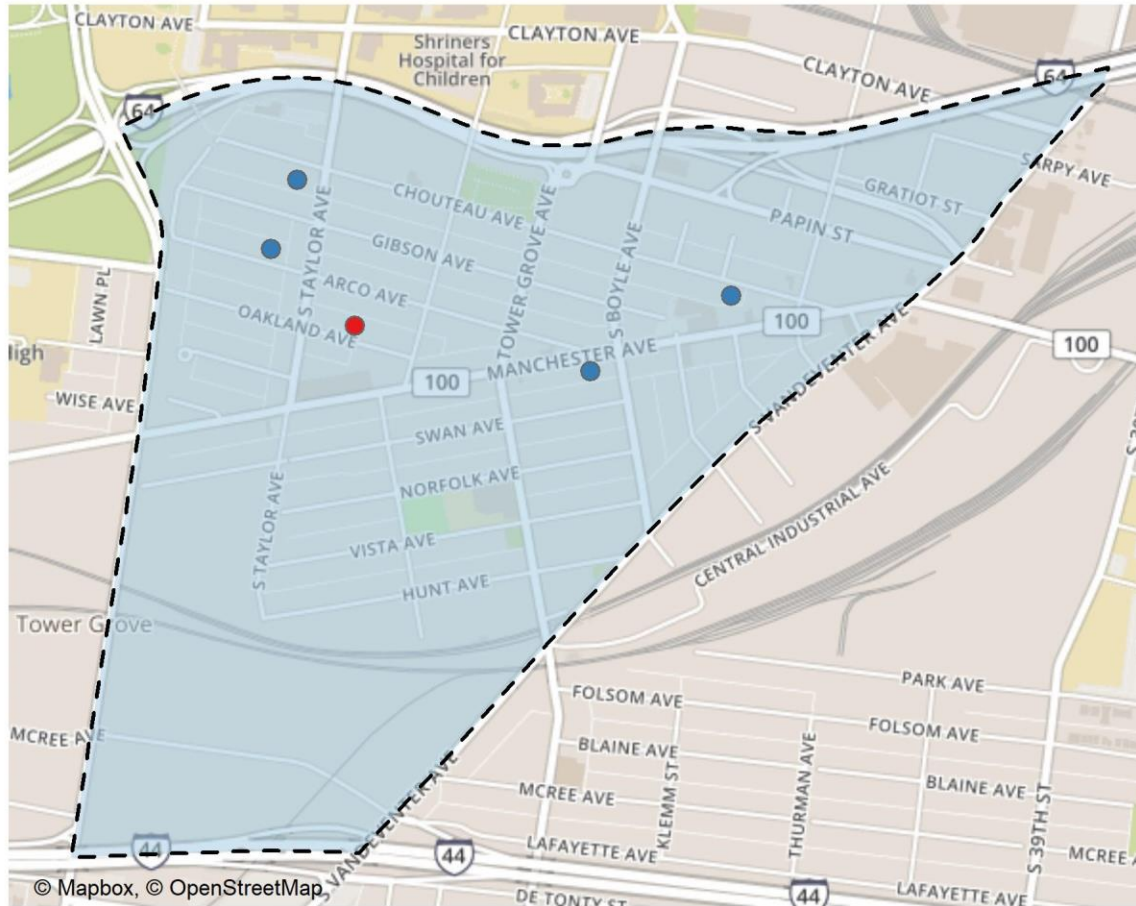 CLAYTON AVE
CLAYTON AVE
Shriners
Hospital for
Children
CLAYTON AVE
64
64
SARPY AVE
GRATIOT ST
PAPIN ST
CHOUTEAU AVE
GIBSON AVE
S TAYLOR AVE
TOWER GROVE AVE
S BOYLE AVE
ARCO AVE
OAKLAND AVE
LAWN PL
100
MANCHESTER AVE
100
100
WISE AVE
S VANDEVENTER AVE
SWAN AVE
NORFOLK AVE
S TAYLOR AVE
VISTA AVE
HUNT AVE
CENTRAL INDUSTRIAL AVE
Tower Grove
PARK AVE
FOLSOM AVE
FOLSOM AVE
MCREE AVE
BLAINE AVE
BLAINE AVE
MCREE AVE
KLEMM ST
THURMAN AVE
S 39TH ST
S VANDEVENTER AVE
44
44
LAFAYETTE AVE
MCREE
44
LAFAYETTE AVE
DE TONTY ST
© Mapbox, © OpenStreetMap